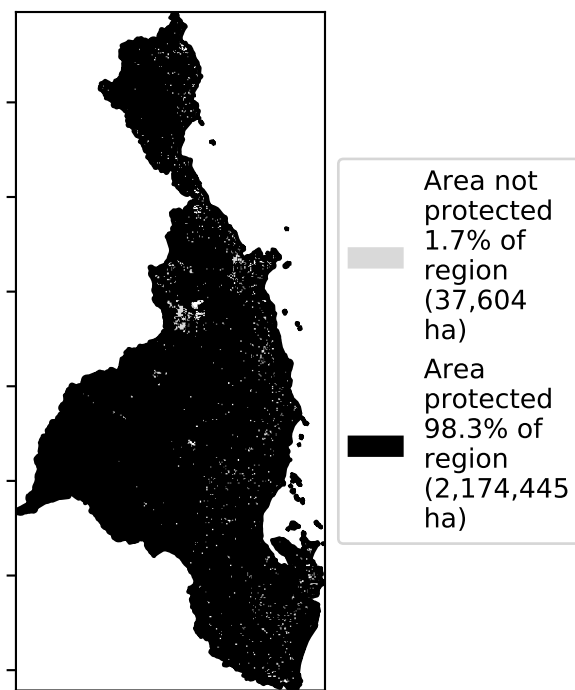 Area not
protected
1.7% of
region
(37,604
ha)
Area
protected
98.3% of
region
(2,174,445
ha)